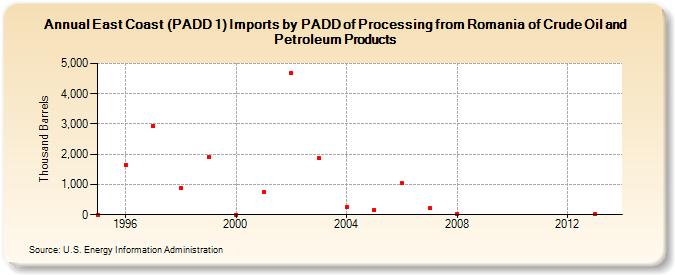 Annual East Coast (PADD 1) Imports by PADD of Processing from Romania of Crude Oil and
Petroleum Products
Thousand Barrels
5,000
4,000
3,000
2,000
1,000
0
1996 2000 2004 2008 2012
Source: U.S. Energy Information Administration